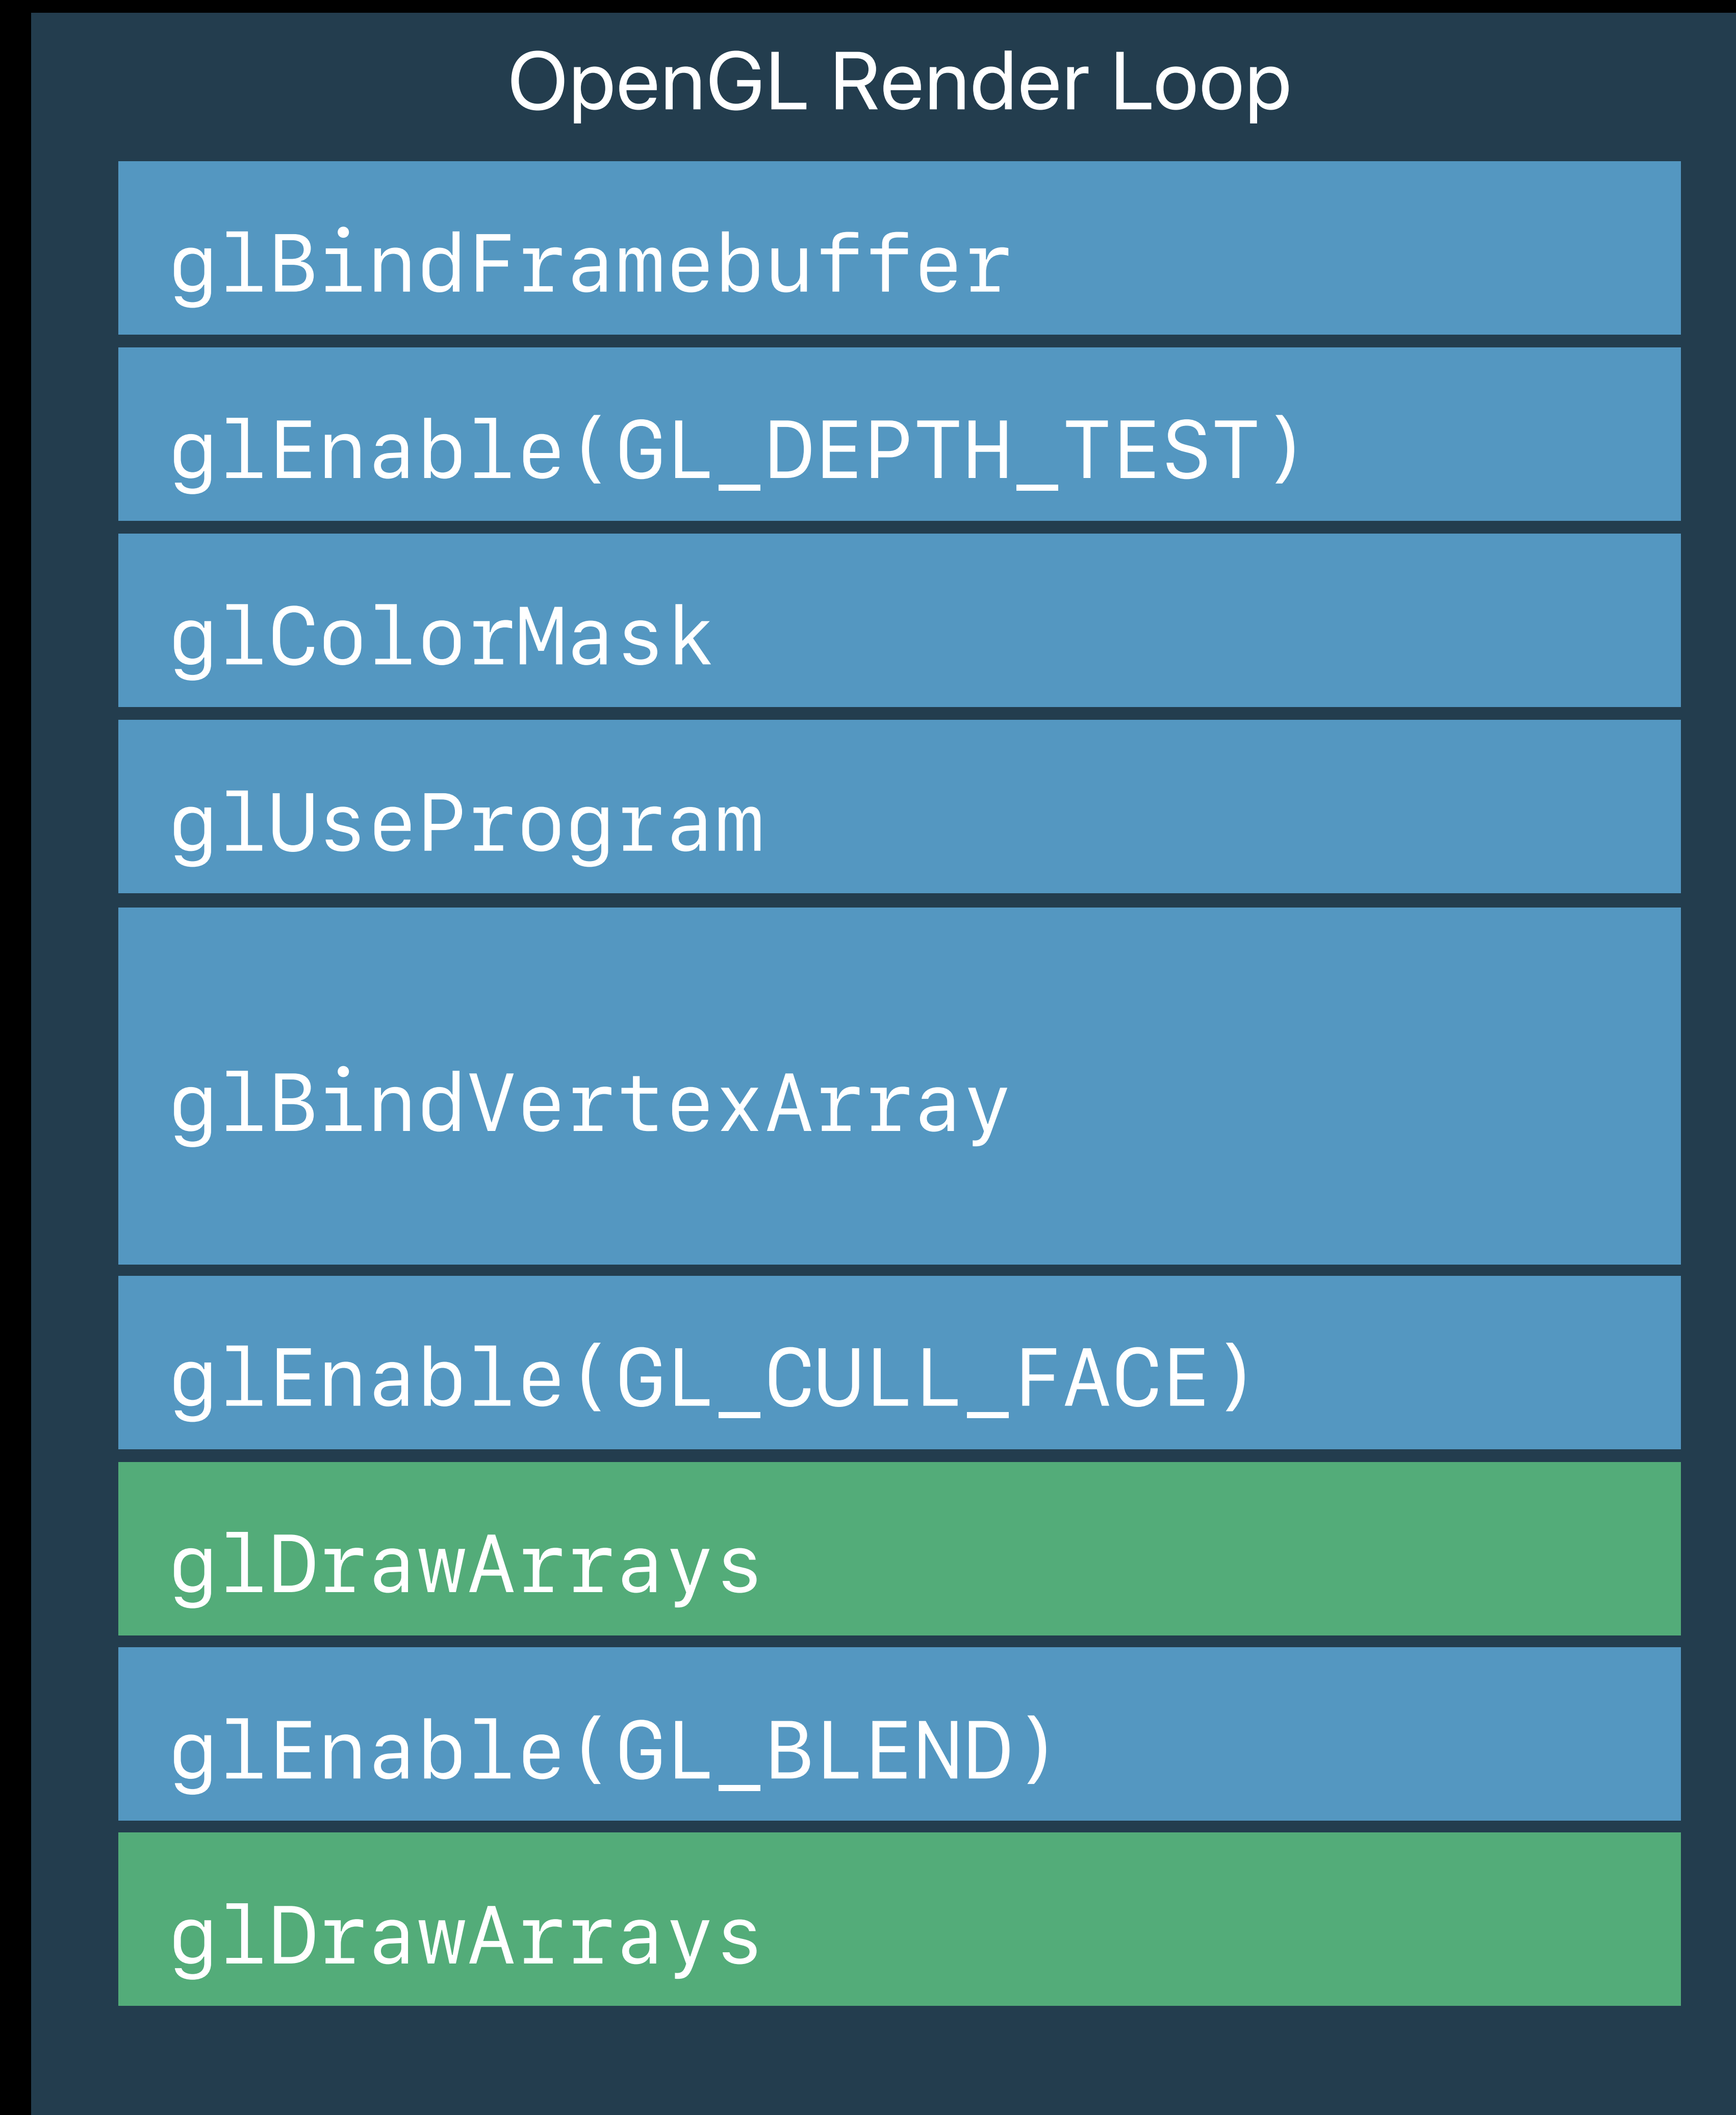 OpenGL Render Loop
glBindFramebuffer
glEnable(GL_DEPTH_TEST)
glColorMask
glUseProgram
glBindVertexArray
glEnable(GL_CULL_FACE)
glDrawArrays
glEnable(GL_BLEND)
glDrawArrays